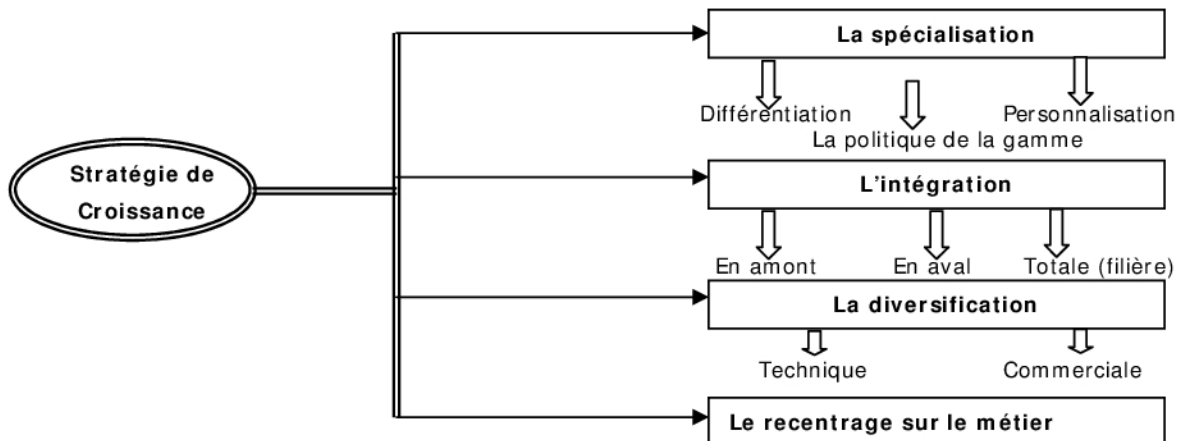 La spécialisation
Différentiation
Personnalisation
La politique de la gamme
Stratégie de
Croissance
L'intégration
En amont
En aval
Totale (filière)
La diversification
Technique
Commerciale
Le recentrage sur le métier